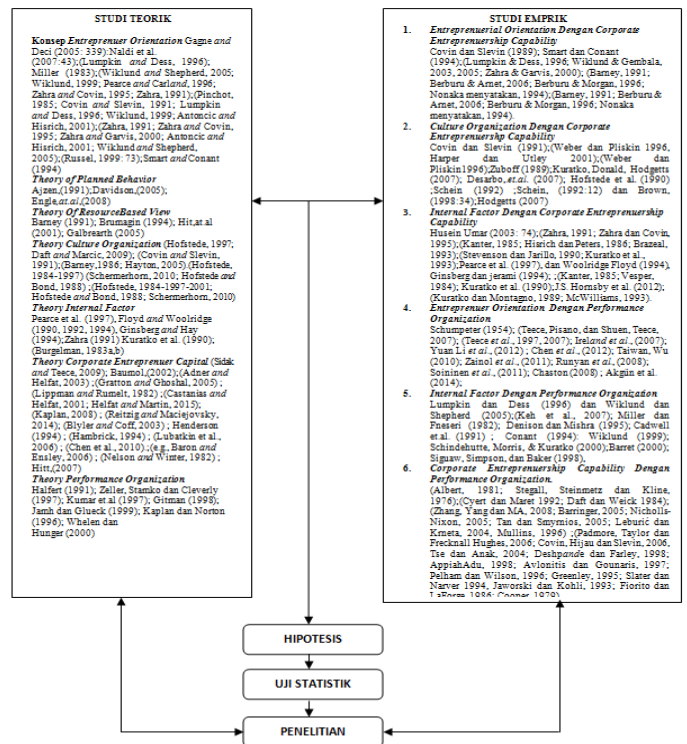 STUDI TEORIK
Konsep Entreprenuer Orientation Gagne and
Deci (2005: 339):Naldi et al.
(2007:43);(Lumpkin and Dess, 1996);
Miller (1983);(Wiklund and Shepherd, 2005;
Wiklund, 1999; Pearce and Carland, 1996;
Zahra and Covin, 1995; Zahra, 1991);(Pinchot,
1985; Covin and Slevin, 1991; Lumpkin
and Dess, 1996; Wiklund, 1999; Antoncic and
Hisrich, 2001);(Zahra, 1991; Zahra and Covin,
1995; Zahra and Garvis, 2000; Antoncic and
Hisrich, 2001; Wiklund and Shepherd,
2005);(Russel, 1999: 73);Smart and Conant
(1994)
Theory of Planned Behavior
Ajzen,(1991);Davidson,(2005);
Engle,at.al.,(2008)
Theory Of ResourceBased View
Barney (1991); Brumagin (1994); Hit,at.al
(2001); Galbrearth (2005)
Theory Culture Organization (Hofstede, 1997;
Daft and Marcic, 2009); (Covin and Slevin,
1991);(Barney,1986; Hayton, 2005).(Hofstede,
1984-1997) (Schermerhorn, 2010; Hofstede and
Bond, 1988) ;(Hofstede, 1984-1997-2001;
Hofstede and Bond, 1988; Schermerhorn, 2010)
Theory Internal Factor
Pearce et al. (1997), Floyd and Woolridge
(1990, 1992, 1994), Ginsberg and Hay
(1994);Zahra (1991) Kuratko et al. (1990);
(Burgelman, 1983a,b)
Theory Corporate Entreprenuer Capital (Sidak
and Teece, 2009); Baumol,(2002);(Adner and
Helfat, 2003) ;(Gratton and Ghoshal, 2005) ;
(Lippman and Rumelt, 1982) ;(Castanias and
Helfat, 2001; Helfat and Martin, 2015);
(Kaplan, 2008) ; (Reitzig and Maciejovsky,
2014); (Blyler and Coff, 2003) ; Henderson
(1994) ; (Hambrick, 1994) ; (Lubatkin et al.,
2006) ; (Chen et al., 2010) ;(e.g., Baron and
Ensley, 2006) ; (Nelson and Winter, 1982) ;
Hitt,(2007)
Theory Performance Organization
Halfert (1991); Zeller, Stamko dan Cleverly
(1997); Kumar et.al (1997); Gitman (1998);
Jamh dan Glueck (1999); Kaplan dan Norton
(1996); Whelen dan
Hunger (2000)
STUDI EMPRIK
1. Entreprenuerial Orientation Dengan Corporate
Entreprenuership Capability
Covin dan Slevin (1989); Smart dan Conant
(1994);(Lumpkin & Dess, 1996; Wiklund & Gembala,
2003, 2005; Zahra & Garvis, 2000); (Barney, 1991;
Berburu & Arnet, 2006; Berburu & Morgan, 1996;
Nonaka menyatakan, 1994);(Barney, 1991; Berburu &
Arnet, 2006; Berburu & Morgan, 1996; Nonaka
menyatakan, 1994).
2. Culture Organization Dengan Corporate
Entreprenuershp Capability
Covin dan Slevin (1991);(Weber dan Pliskin 1996,
Harper dan Utley 2001);(Weber dan
Pliskin1996);Zuboff (1989);Kuratko, Donald, Hodgetts
(2007); Desarbo,et.al. (2007); Hofstede et al. (1990)
;Schein (1992) ;Schein, (1992:12) dan Brown,
(1998:34);Hodgetts (2007)
3. Internal Factor Dengan Corporate Entreprenuership
Capability
Husein Umar (2003: 74);(Zahra, 1991; Zahra dan Covin,
1995);(Kanter, 1985; Hisrich dan Peters, 1986; Brazeal,
1993);(Stevenson dan Jarillo, 1990; Kuratko et al.,
1993);Pearce et al. (1997), dan Woolridge Floyd (1994),
Ginsberg dan jerami (1994); ;(Kanter, 1985; Vesper,
1984); Kuratko et al. (1990);J.S. Hornsby et al. (2012);
(Kuratko dan Montagno, 1989; McWilliams, 1993).
4. Entreprenuer Orientation Dengan Performance
Organization
Schumpeter (1954); (Teece, Pisano, dan Shuen, Teece,
2007); (Teece et al., 1997, 2007); Ireland et al., (2007);
Yuan Li et al., (2012) ; Chen et al., (2012); Taiwan, Wu
(2010); Zainol et al., (2011); Runyan et al., (2008);
Soininen et al., (2011); Chaston (2008) ; Akgün et al.
(2014);
5. Internal Factor Dengan Performance Organization
Lumpkin dan Dess (1996) dan Wiklund dan
Shepherd (2005);(Keh et al., 2007); Miller dan
Fneseri (1982); Denison dan Mishra (1995); Cadwell
et.al. (1991) ; Conant (1994): Wiklund (1999);
Schindehutte, Morris, & Kuratko (2000);Barret (2000);
Siguaw, Simpson, dan Baker (1998),
6. Corporate Entreprenuership Capability Dengan
Performance Organization.
(Albert, 1981; Stegall, Steinmetz dan Kline,
1976);(Cyert dan Maret 1992; Daft dan Weick 1984);
(Zhang, Yang dan MA, 2008; Barringer, 2005; Nicholls-
Nixon, 2005; Tan dan Smyrnios, 2005; Leburić dan
Krneta, 2004, Mullins, 1996) ;(Padmore, Taylor dan
Frecknall Hughes, 2006; Covin, Hijau dan Slevin, 2006,
Tse dan Anak, 2004; Deshpande dan Farley, 1998;
AppiahAdu, 1998; Avlonitis dan Gounaris, 1997;
Pelham dan Wilson, 1996; Greenley, 1995; Slater dan
Narver 1994, Jaworski dan Kohli, 1993; Fiorito dan
LaForge, 1986; Cooper, 1979)
HIPOTESIS
UJI STATISTIK
PENELITIAN